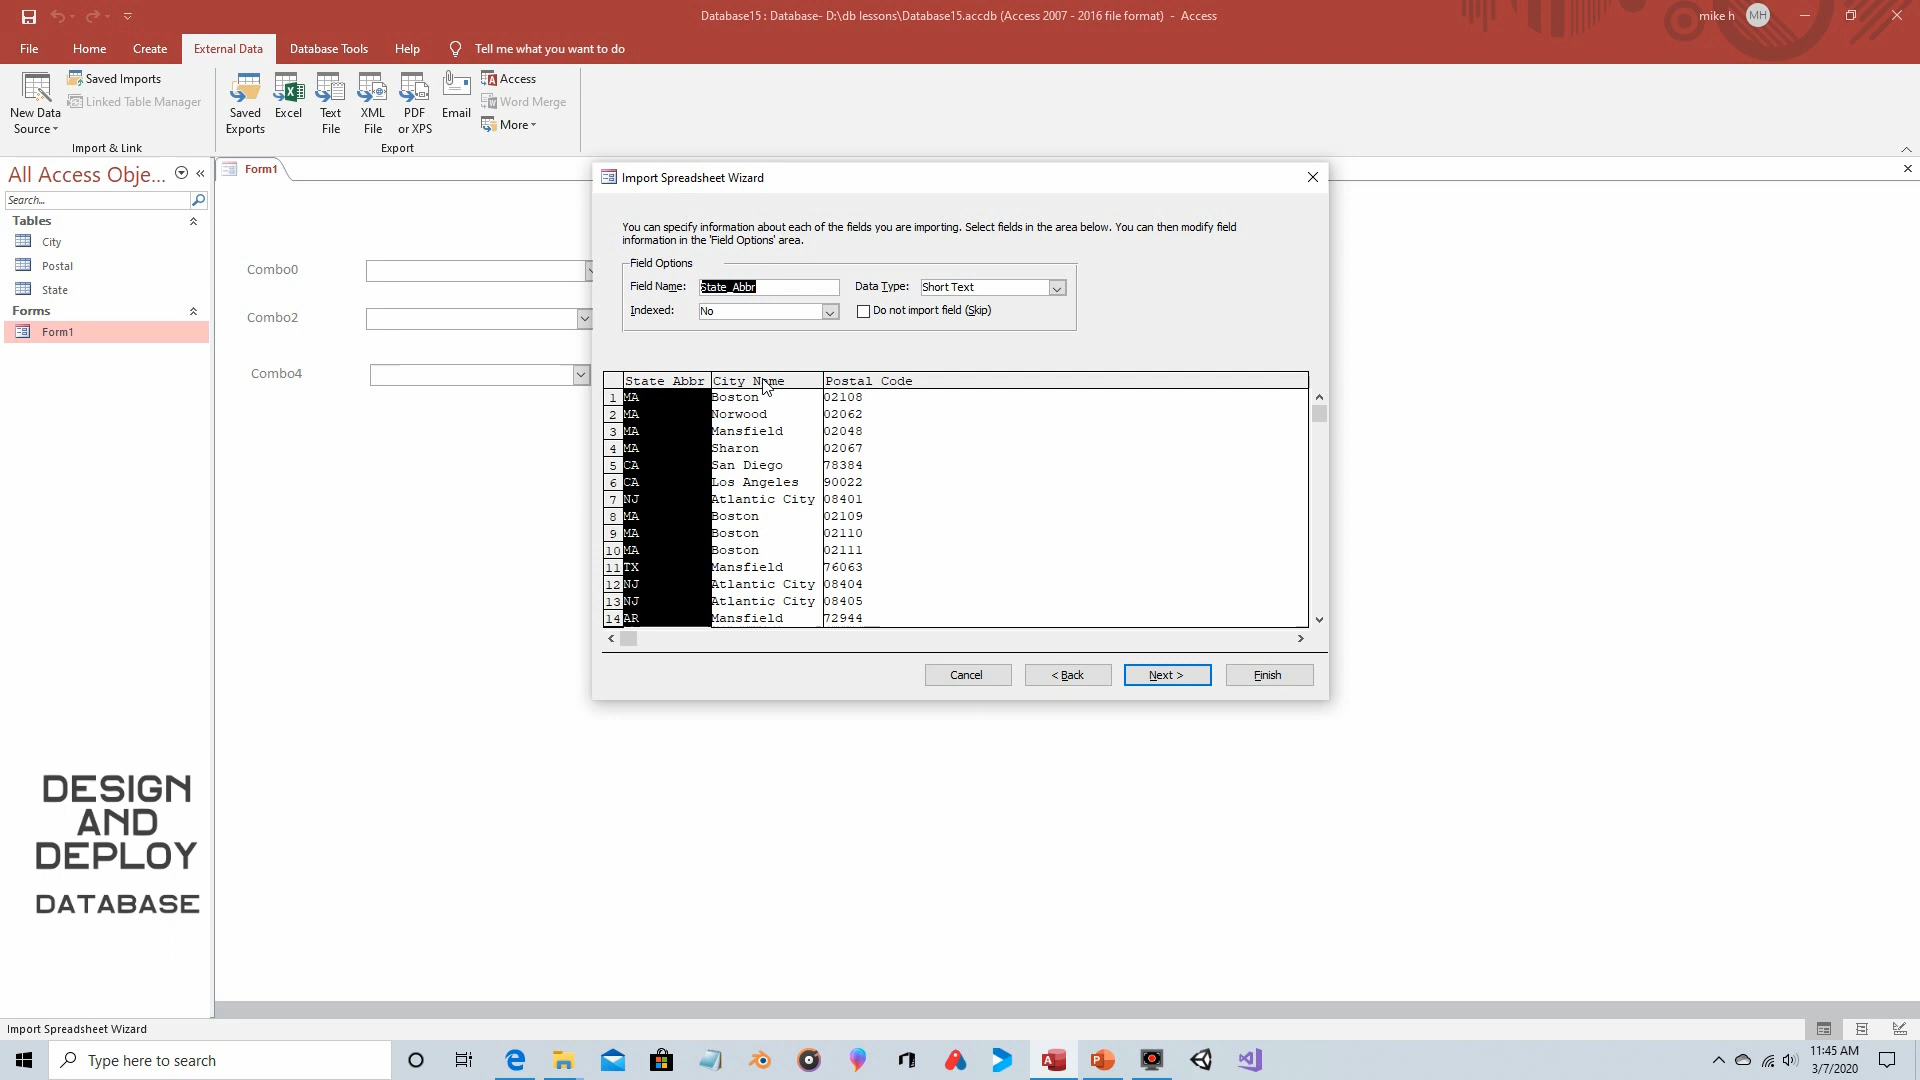 Database15 : Database- D:\db lessons\Database15.accdb (Access 2007 - 2016 file format) - Access
mike h
MH
File
Home
Create
External Data
Database Tools
Help
Tell me what you want to do
New Data
Source
Saved Imports
Linked Table Manager
Import & Link
Saved
Exports
Excel
Text
File
XML
File
PDF
or XPS
Email
Access
Word Merge
More
Export
All Access Obje...
Search...
Tables
City
Postal
State
Forms
Form1
Form1
Combo0
Combo2
Combo4
Import Spreadsheet Wizard
You can specify information about each of the fields you are importing. Select fields in the area below. You can then modify field
information in the 'Field Options' area.
Field Options
Field Name: State_Abbr
Data Type: Short Text
Indexed: No
Do not import field (Skip)
State_Abbr City_Name Postal_Code
1 MA Boston 02108
2 MA Norwood 02062
3 MA Mansfield 02048
4 MA Sharon 02067
5 CA San Diego 78384
6 CA Los Angeles 90022
7 NJ Atlantic City 08401
8 MA Boston 02109
9 MA Boston 02110
10 MA Boston 02111
11 TX Mansfield 76063
12 NJ Atlantic City 08404
13 NJ Atlantic City 08405
14 AR Mansfield 72944
Cancel
< Back
Next >
Finish
DESIGN
AND
DEPLOY
DATABASE
Import Spreadsheet Wizard
Type here to search
11:45 AM
3/7/2020